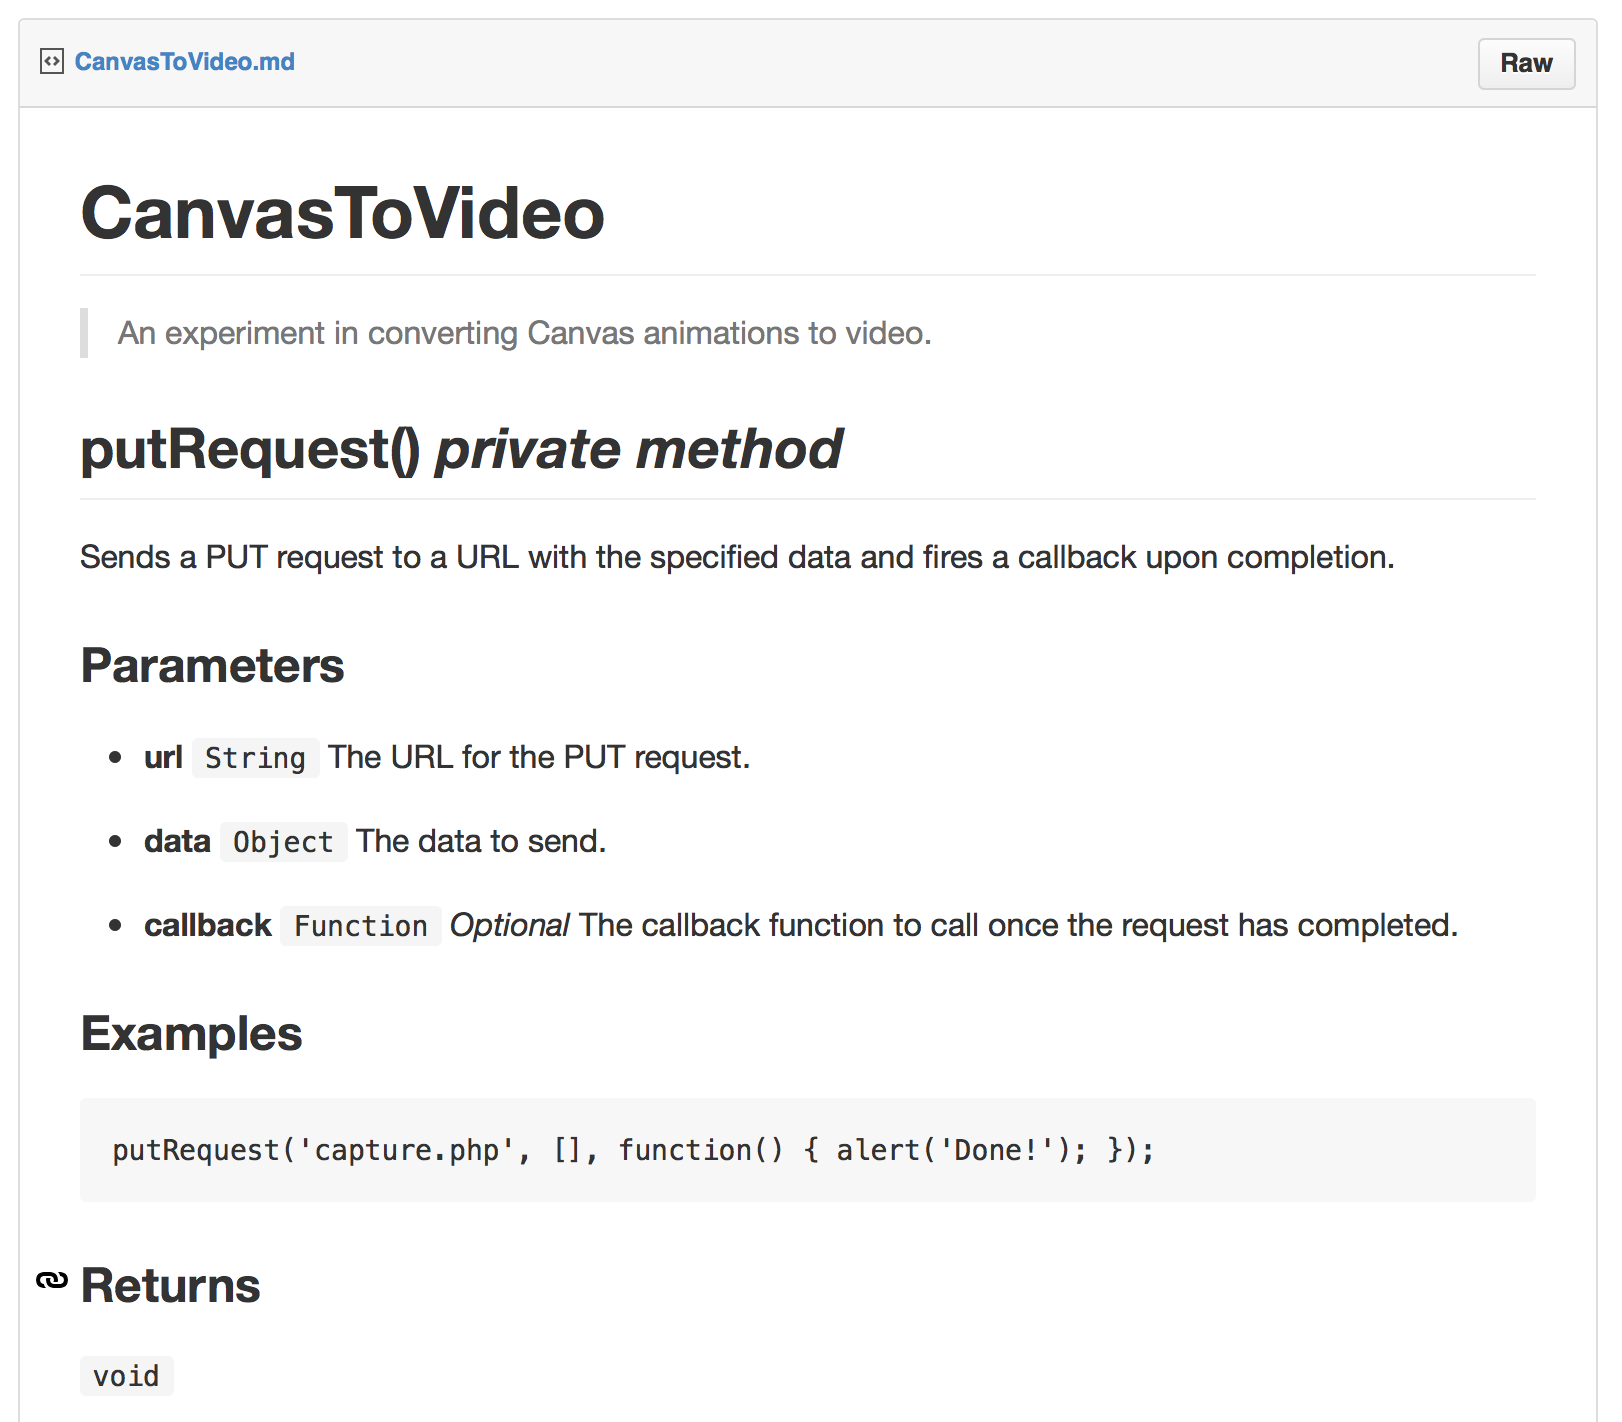 CanvasToVideo.md
Raw
CanvasToVideo
An experiment in converting Canvas animations to video.
putRequest() private method
Sends a PUT request to a URL with the specified data and fires a callback upon completion.
Parameters
url String The URL for the PUT request.
data Object The data to send.
callback Function Optional The callback function to call once the request has completed.
Examples
putRequest('capture.php', [], function() { alert('Done!'); });
Returns
void